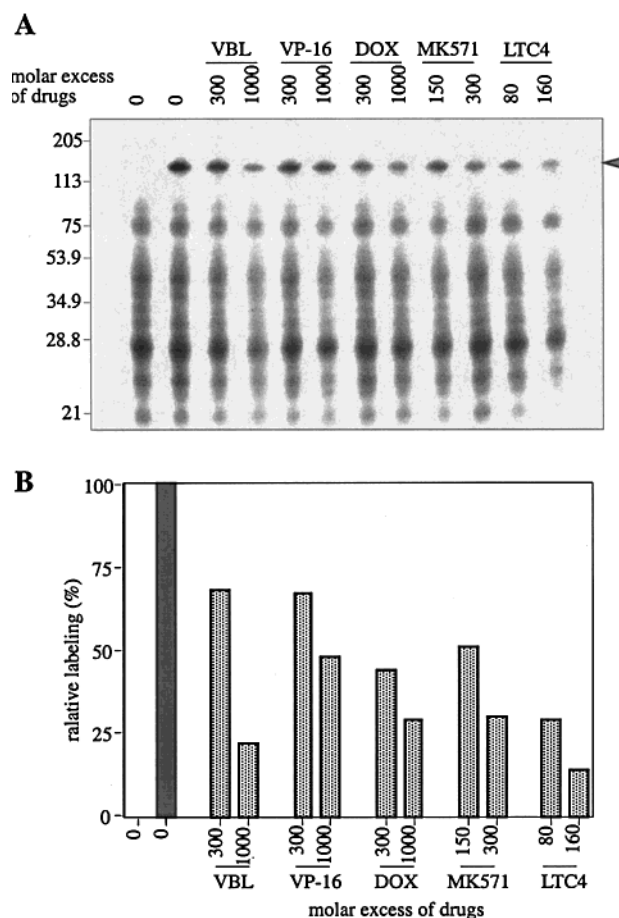 A
VBL VP-16 DOX MK571 LTC4
molar excess
of drugs
0 0 300 1000 300 1000 300 1000 150 300 80 160
205
113
75
53.9
34.9
28.8
21
B
100
75
50
25
0
ralative labeling (%)
0 0 300 1000 300 1000 300 1000 150 300 80 160
VBL VP-16 DOX MK571 LTC4
molar excess of drugs